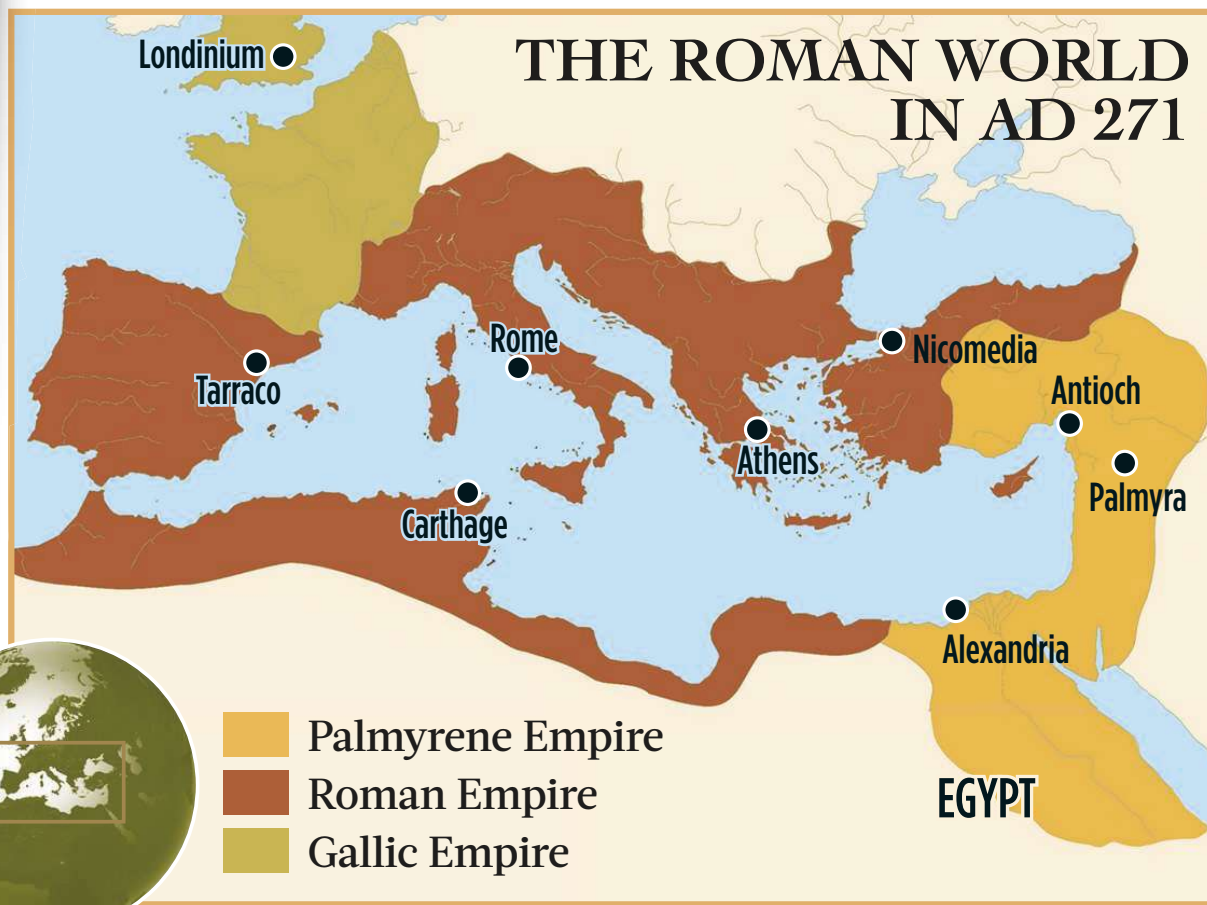 THE ROMAN WORLD
IN AD 271
Londinium
Tarraco
Rome
Nicomedia
Antioch
Athens
Palmyra
Carthage
Alexandria
EGYPT
Palmyrene Empire
Roman Empire
Gallic Empire